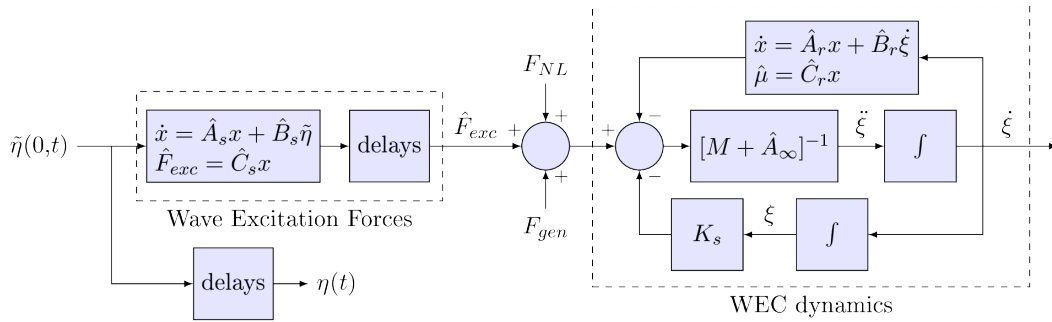 η̃(0,t)
ẋ = Â_s x + B̂_s η̃
F̂_exc = Ĉ_s x
delays
Wave Excitation Forces
delays
η(t)
F̂_exc
F_NL
+
+
+
F_gen
+
−
−
ẋ = Â_r x + B̂_r ξ̇
μ̂ = Ĉ_r x
[M + Â_∞]^{-1}
ξ̈
∫
ξ̇
K_s
ξ
∫
WEC dynamics